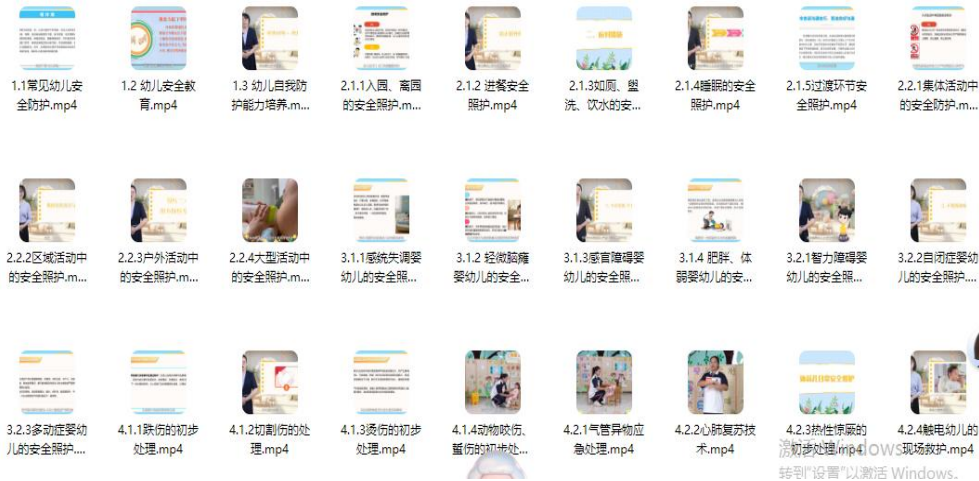 1.1常见幼儿安
全防护.mp4
1.2 幼儿安全教
育.mp4
1.3 幼儿自我防
护能力培养.m...
2.1.1入园、离园
的安全照护.m...
2.1.2 进餐安全
照护.mp4
2.1.3如厕、盥
洗、饮水的安...
2.1.4睡眠的安全
照护.mp4
2.1.5过渡环节安
全照护.mp4
2.2.1集体活动中
的安全防护.m...
2.2.2区域活动中
的安全照护.m...
2.2.3户外活动中
的安全照护.m...
2.2.4大型活动中
的安全照护.m...
3.1.1感统失调婴
幼儿的安全照...
3.1.2 轻微脑瘫
婴幼儿的安全...
3.1.3感官障碍婴
幼儿的安全照...
3.1.4 肥胖、体
弱婴幼儿的安...
3.2.1智力障碍婴
幼儿的安全照...
3.2.2自闭症婴幼
儿的安全照护....
3.2.3多动症婴幼
儿的安全照护....
4.1.1跌伤的初步
处理.mp4
4.1.2切割伤的处
理.mp4
4.1.3烫伤的初步
处理.mp4
4.1.4动物咬伤、
蜇伤的初步处...
4.2.1气管异物应
急处理.mp4
4.2.2心肺复苏技
术.mp4
4.2.3热性惊厥的
初步处理.mp4
4.2.4触电幼儿的
现场救护.mp4
激活 Windows
转到"设置"以激活 Windows。